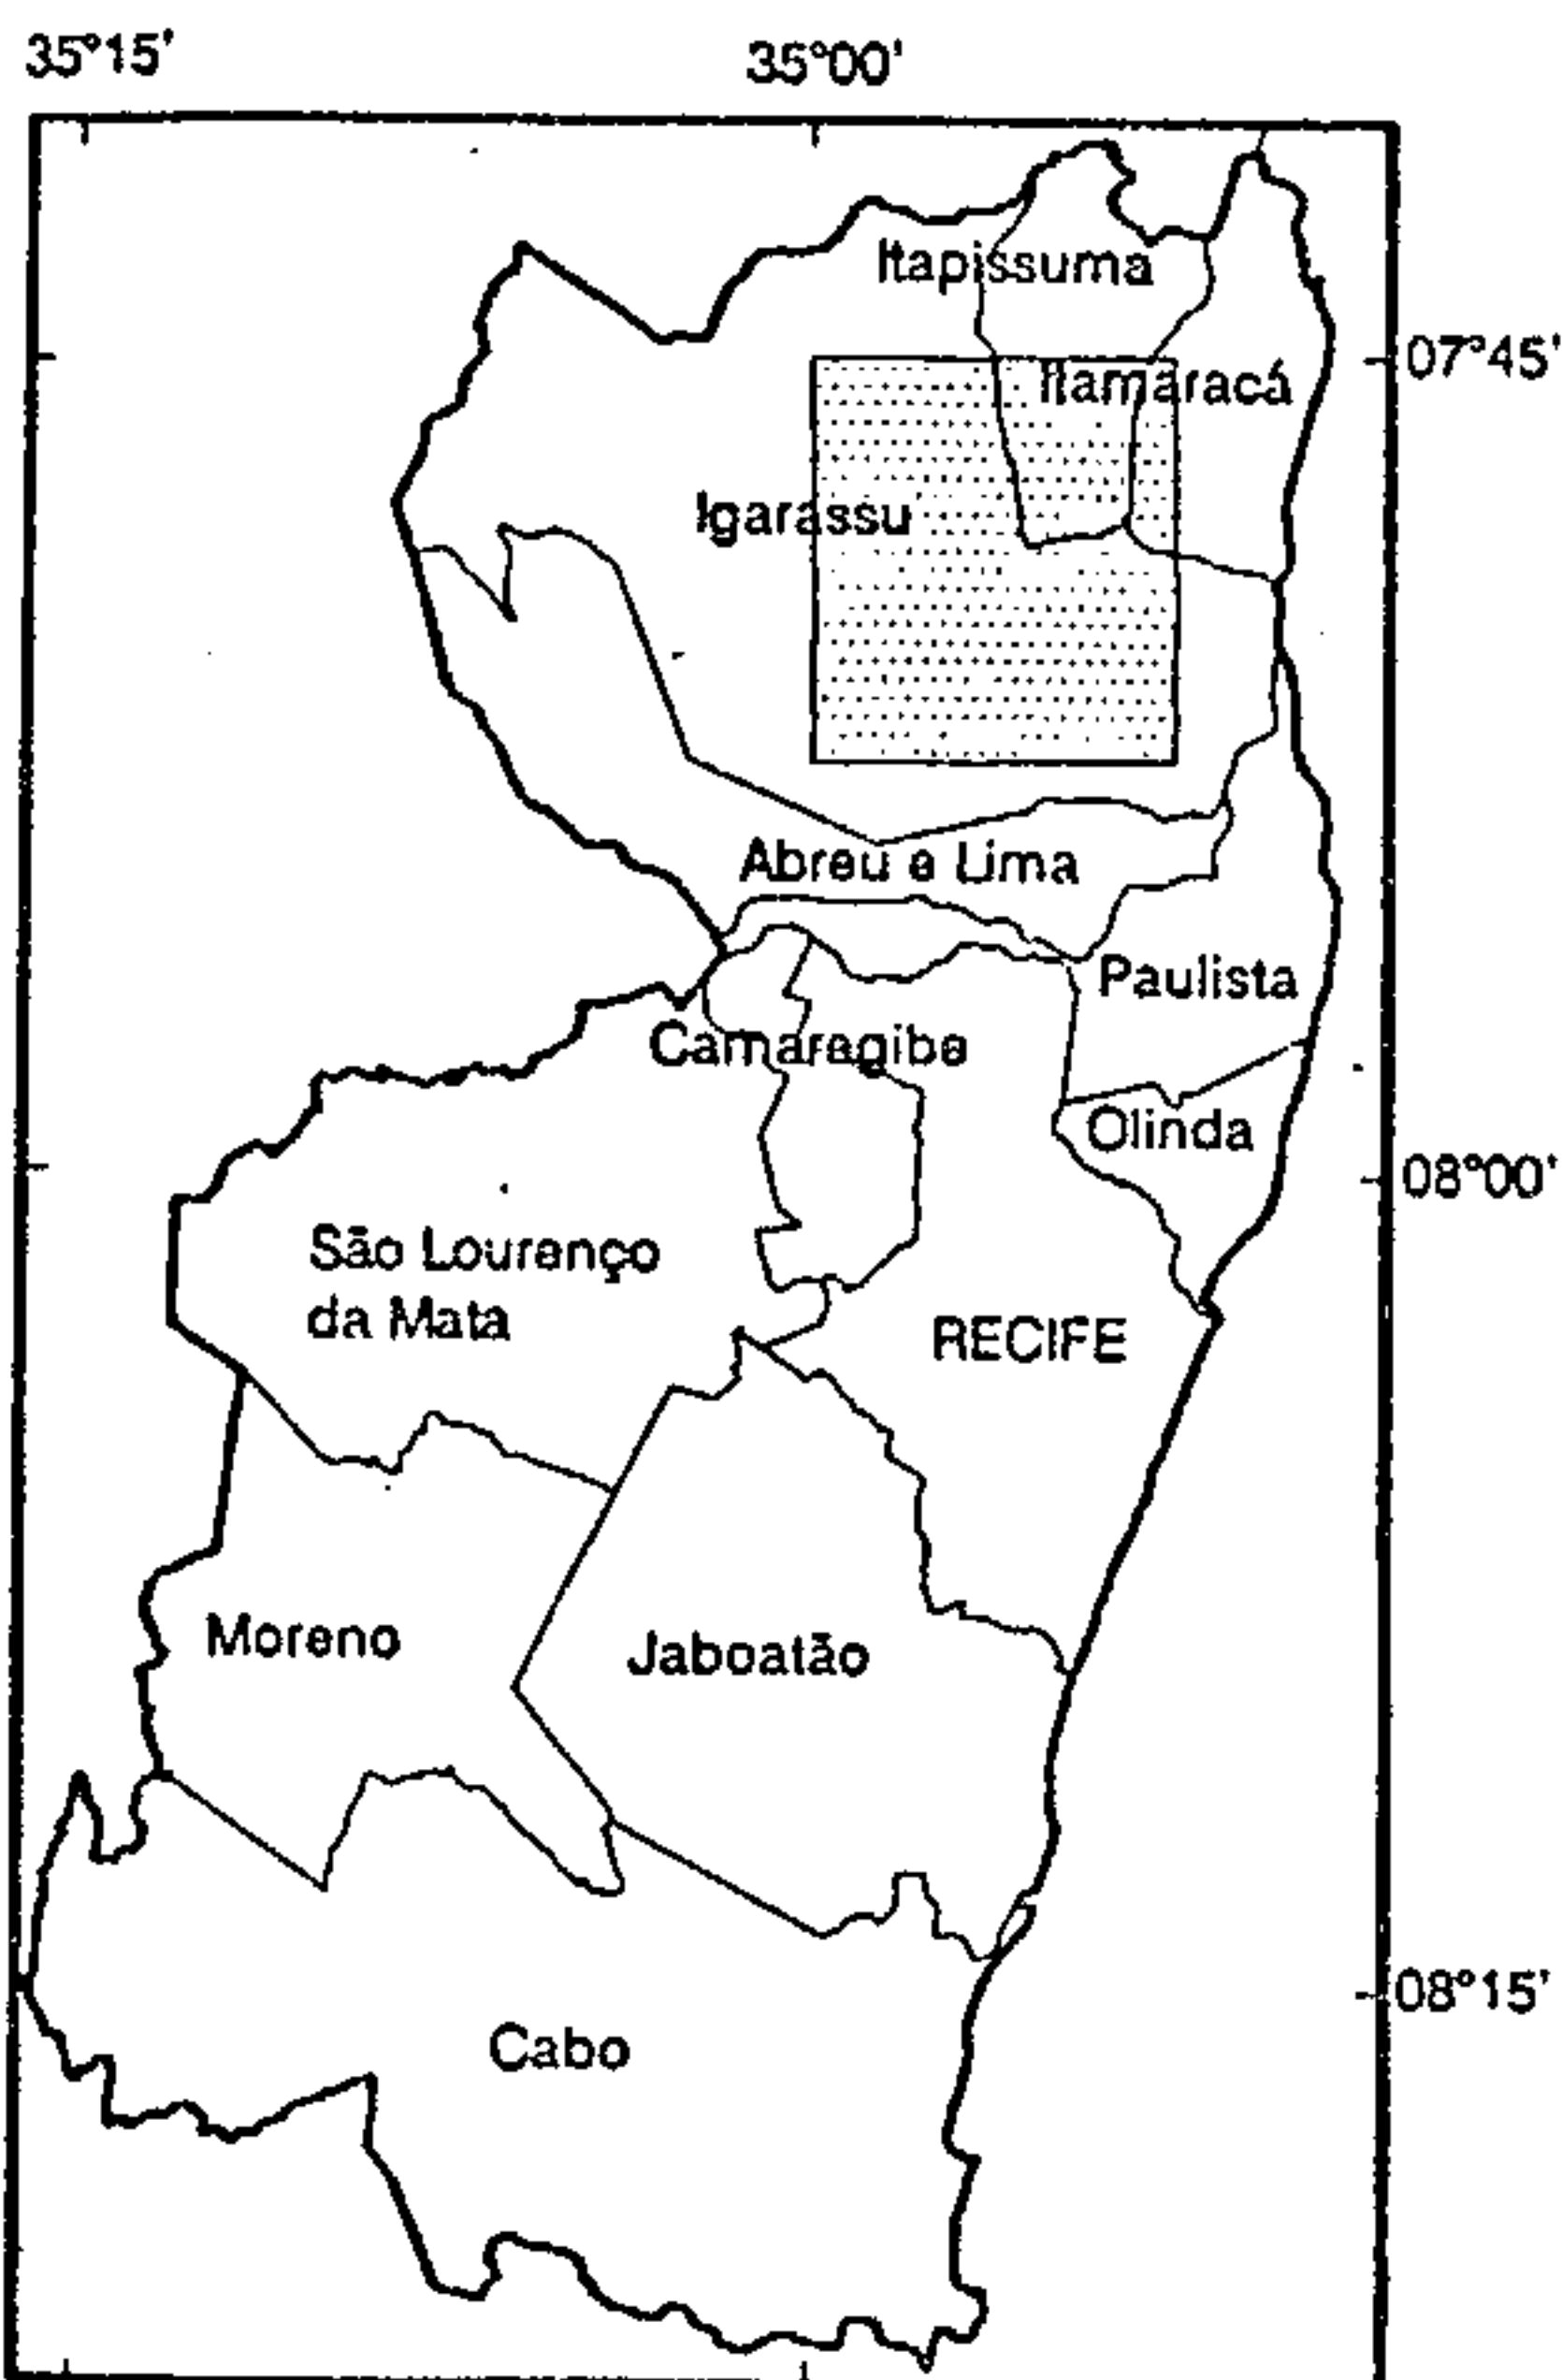 35°15'
35°00'
Itapissuma
07°45'
Itamaracá
Igarassu
Abreu e Lima
Paulista
Camaragibe
Olinda
08°00'
São Lourenço
da Mata
RECIFE
Moreno
Jaboatão
08°15'
Cabo